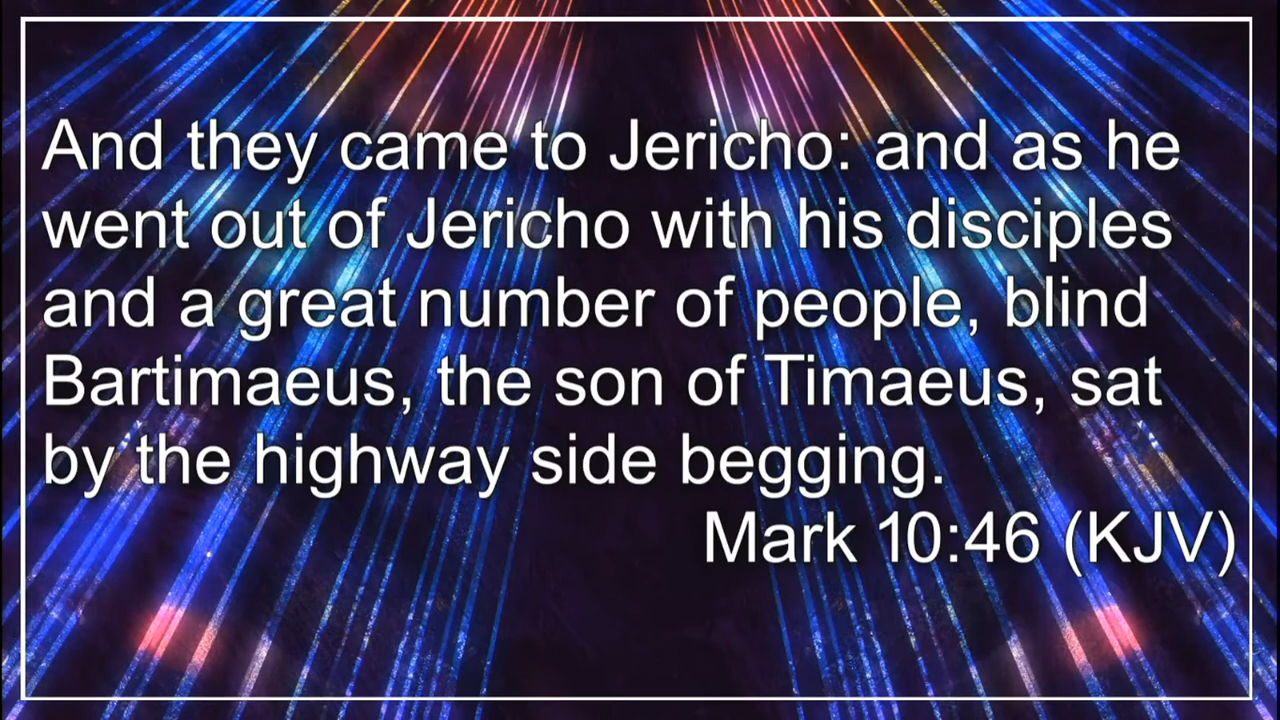 And they came to Jericho: and as he
went out of Jericho with his disciples
and a great number of people, blind
Bartimaeus, the son of Timaeus, sat
by the highway side begging.
Mark 10:46 (KJV)